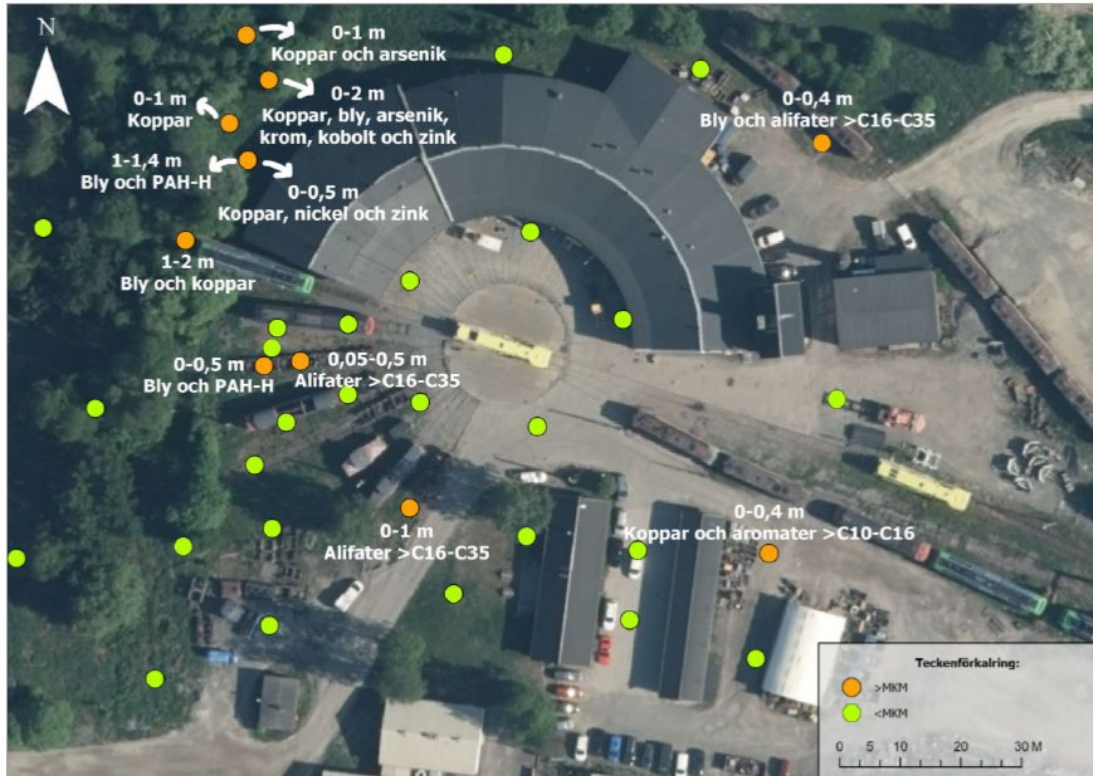 N
0-1 m
Koppar och arsenik
0-2 m
Koppar, bly, arsenik,
krom, kobolt och zink
0-1 m
Koppar
1-1,4 m
Bly och PAH-H
0-0,5 m
Koppar, nickel och zink
0-0,4 m
Bly och alifater >C16-C35
1-2 m
Bly och koppar
0-0,5 m
Bly och PAH-H
0,05-0,5 m
Alifater >C16-C35
0-1 m
Alifater >C16-C35
0-0,4 m
Koppar och aromater >C10-C16
Teckenförkalring:
>MKM
<MKM
0 5 10 20 30 M